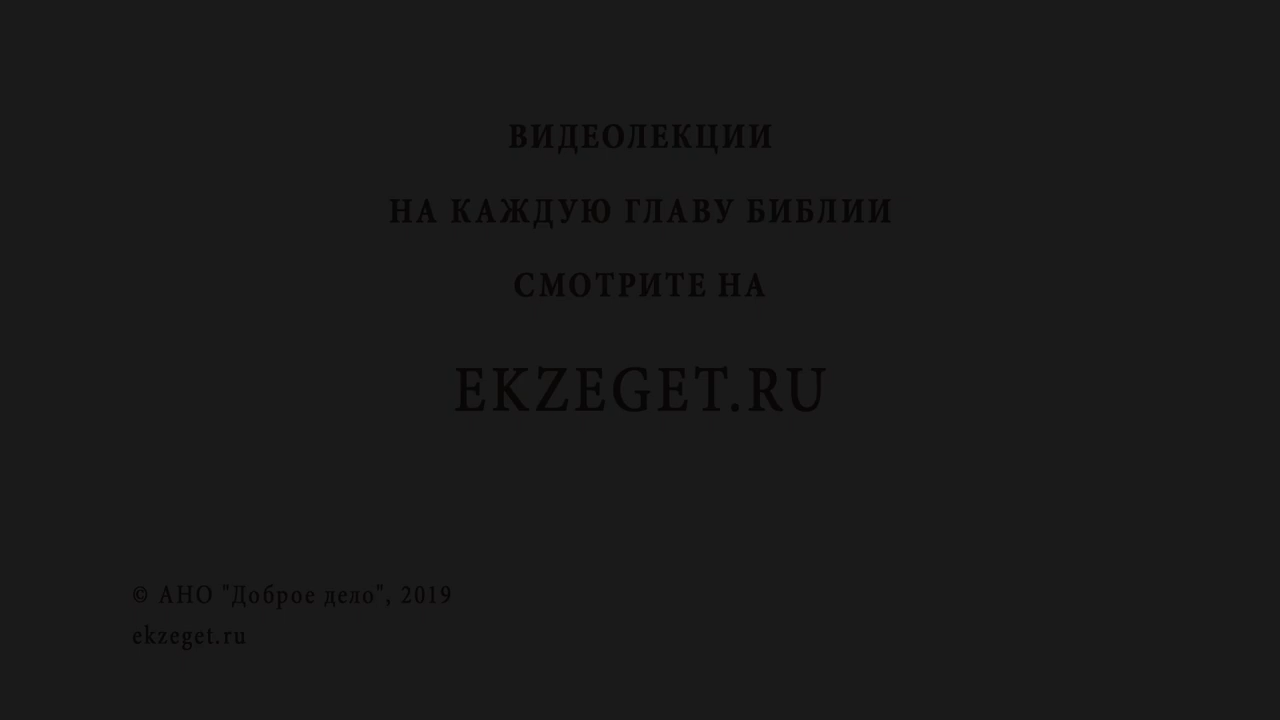 ВИДЕОЛЕКЦИИ
НА КАЖДУЮ ГЛАВУ БИБЛИИ
СМОТРИТЕ НА
EKZEGET.RU
© АНО "Доброе дело", 2019
ekzeget.ru